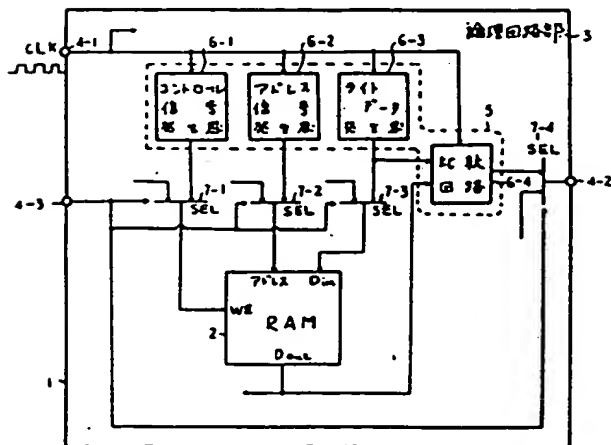 論理回路部 3
CLK 4-1 6-1 6-2 6-3
コントロール
信号
発生器
アドレス
信号
発生器
ライト
データ
発生器
5
7-4
SEL
比較
回路
6-4
4-2
4-3
7-1
SEL
7-2
SEL
7-3
SEL
アドレス Din
WE
RAM
2
Dout
1